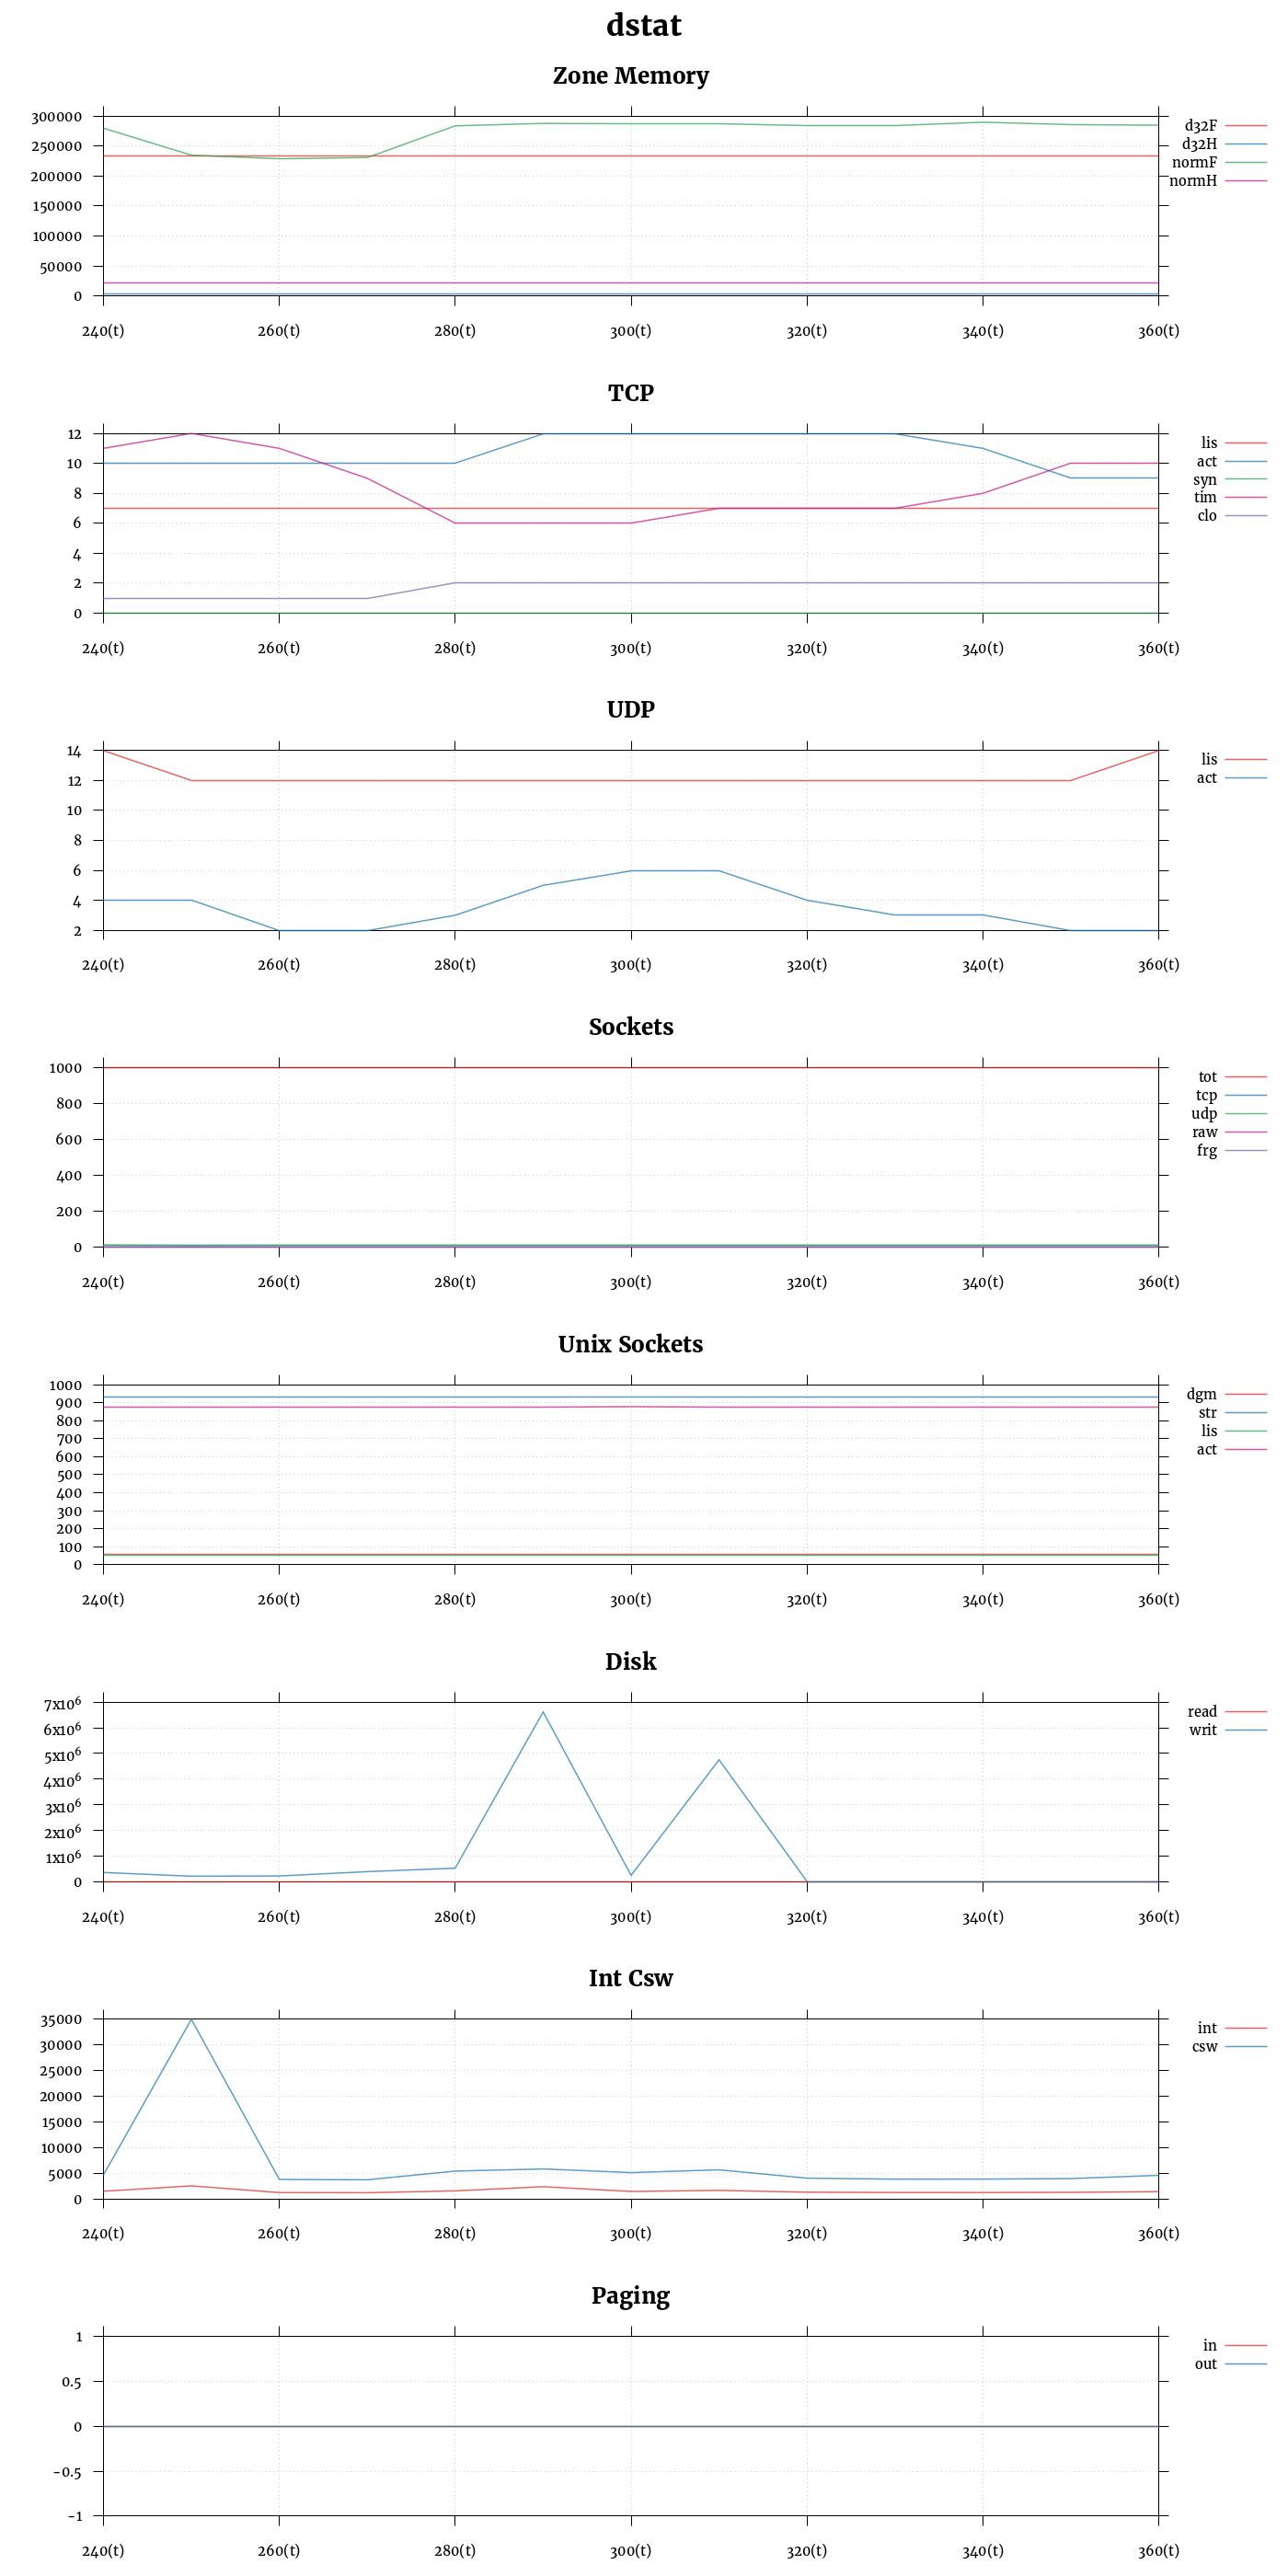 dstat
Zone Memory
300000
250000
200000
150000
100000
50000
0
240(t) 260(t) 280(t) 300(t) 320(t) 340(t) 360(t)
d32F
d32H
normF
normH
TCP
12
10
8
6
4
2
0
240(t) 260(t) 280(t) 300(t) 320(t) 340(t) 360(t)
lis
act
syn
tim
clo
UDP
14
12
10
8
6
4
2
240(t) 260(t) 280(t) 300(t) 320(t) 340(t) 360(t)
lis
act
Sockets
1000
800
600
400
200
0
240(t) 260(t) 280(t) 300(t) 320(t) 340(t) 360(t)
tot
tcp
udp
raw
frg
Unix Sockets
1000
900
800
700
600
500
400
300
200
100
0
240(t) 260(t) 280(t) 300(t) 320(t) 340(t) 360(t)
dgm
str
lis
act
Disk
7x10⁶
6x10⁶
5x10⁶
4x10⁶
3x10⁶
2x10⁶
1x10⁶
0
240(t) 260(t) 280(t) 300(t) 320(t) 340(t) 360(t)
read
writ
Int Csw
35000
30000
25000
20000
15000
10000
5000
0
240(t) 260(t) 280(t) 300(t) 320(t) 340(t) 360(t)
int
csw
Paging
1
0.5
0
-0.5
-1
240(t) 260(t) 280(t) 300(t) 320(t) 340(t) 360(t)
in
out